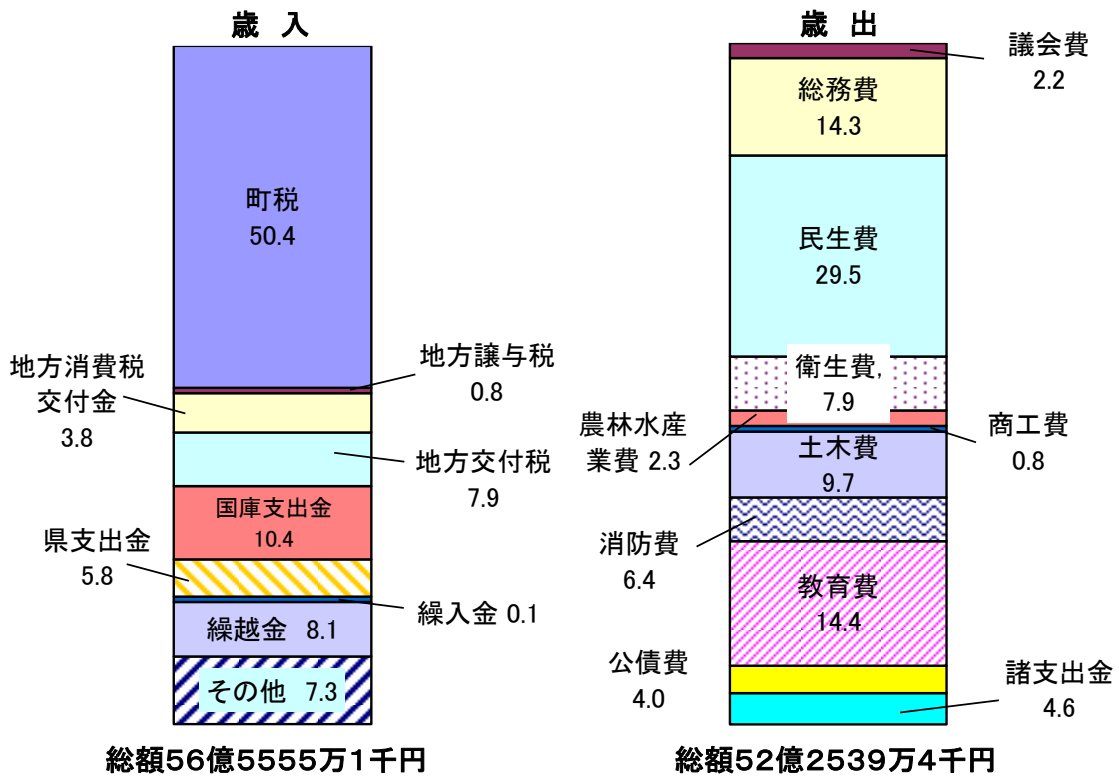 歳 入
町税
50.4
地方譲与税
0.8
地方消費税
交付金
3.8
地方交付税
7.9
国庫支出金
10.4
県支出金
5.8
繰入金 0.1
繰越金 8.1
その他 7.3
総額56億5555万1千円
歳 出
議会費
2.2
総務費
14.3
民生費
29.5
衛生費,
7.9
農林水産
業費 2.3
商工費
0.8
土木費
9.7
消防費
6.4
教育費
14.4
公債費
4.0
諸支出金
4.6
総額52億2539万4千円